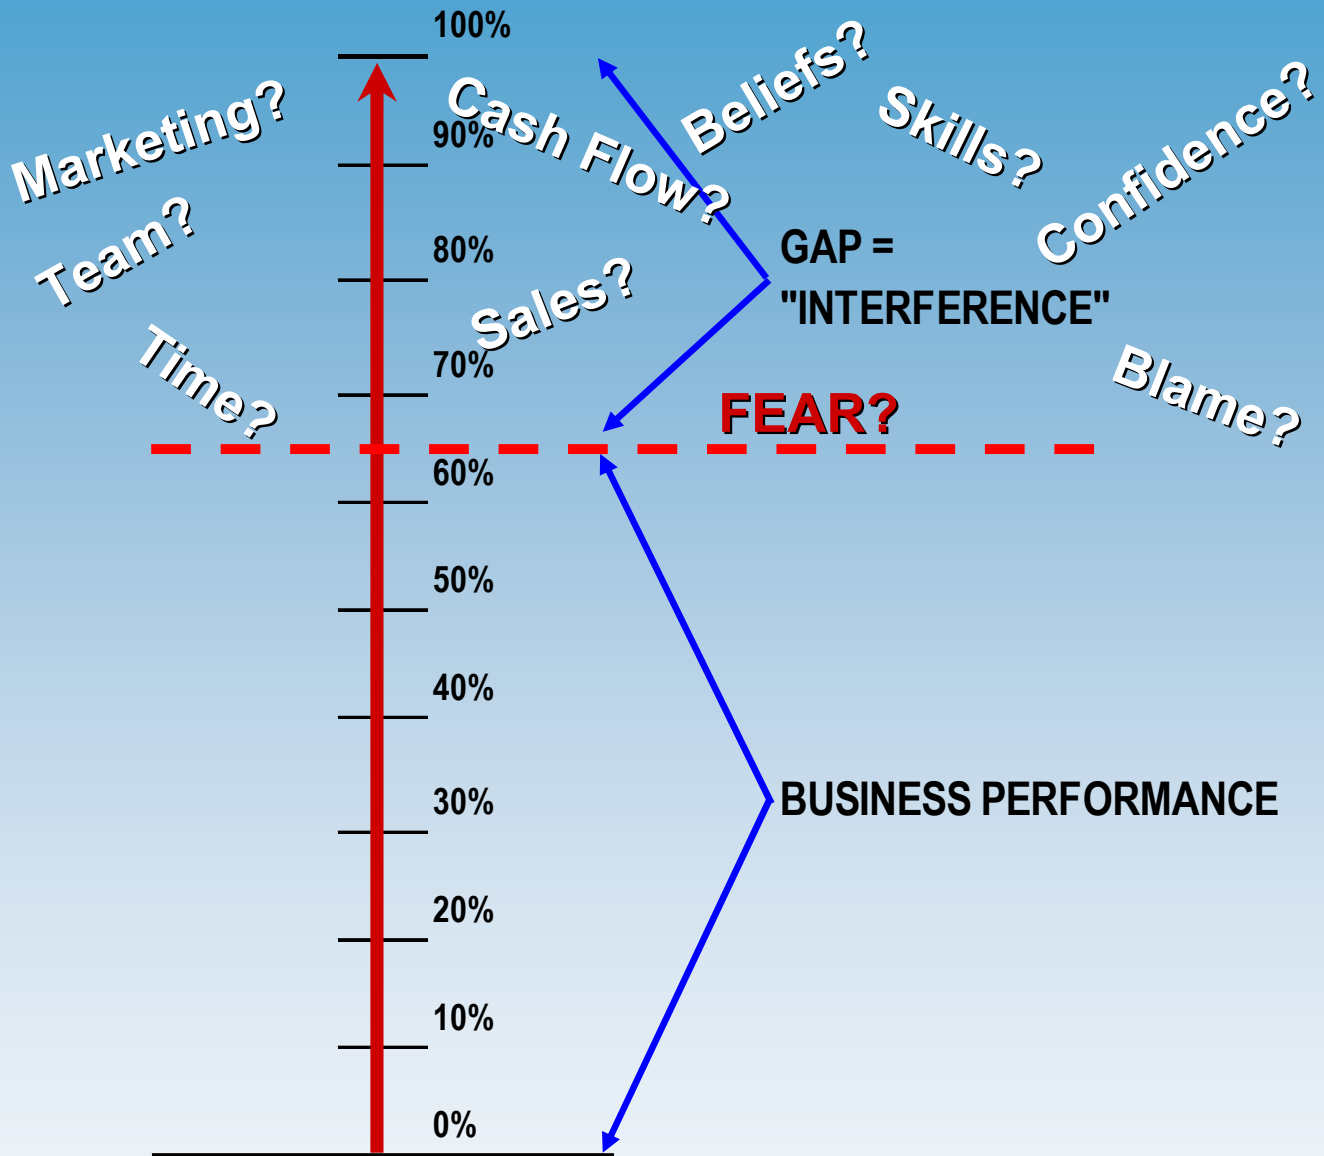 100%
Marketing?
Cash Flow?
Beliefs?
Skills?
Confidence?
90%
Team?
80%
GAP =
"INTERFERENCE"
Sales?
Time?
70%
Blame?
FEAR?
60%
50%
40%
30%
BUSINESS PERFORMANCE
20%
10%
0%